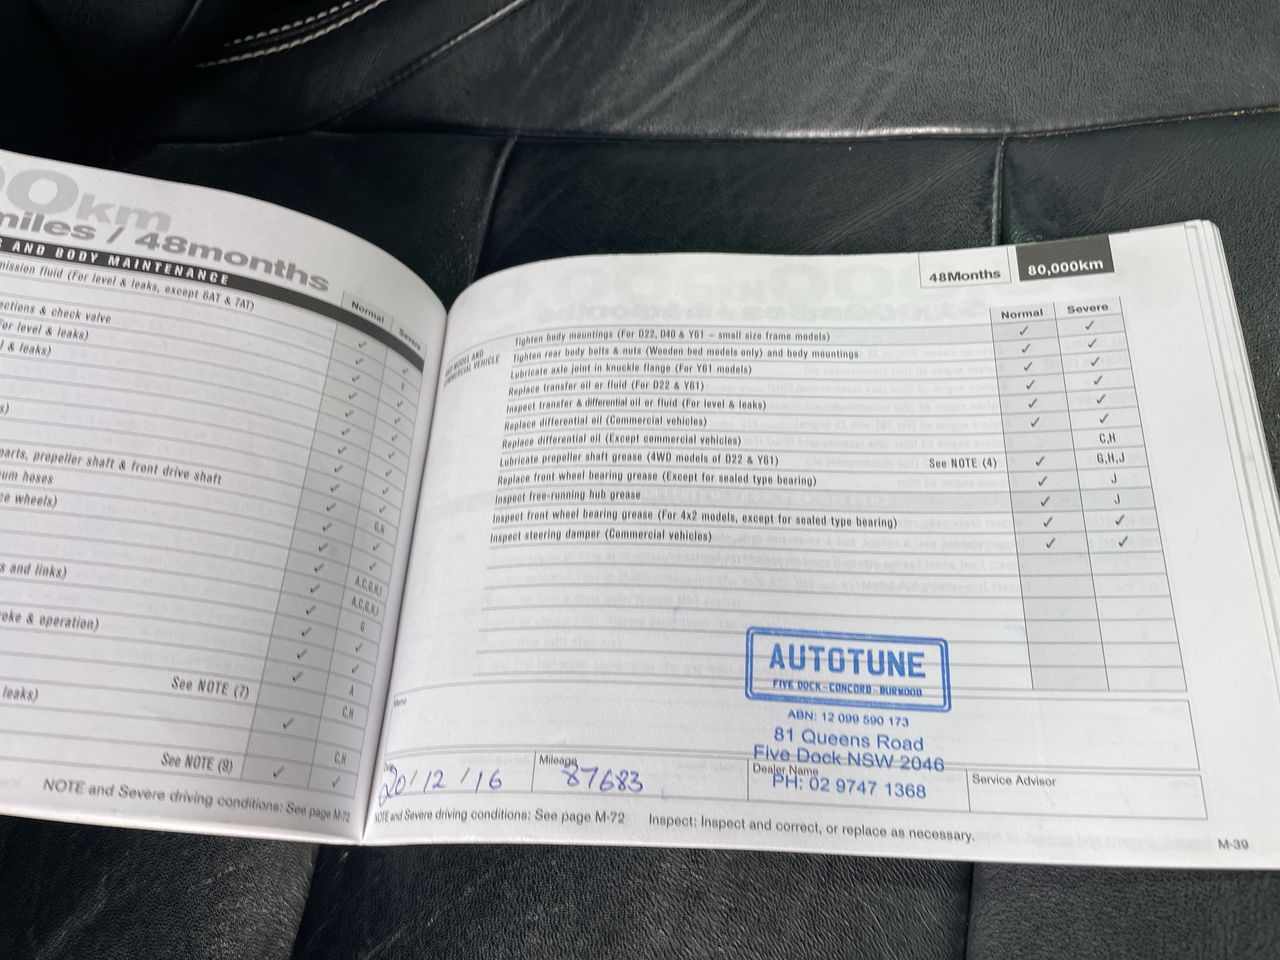 00km
miles / 48months
AND BODY MAINTENANCE
Normal
Severe
mission fluid (For level & leaks, except 6AT & 7AT)
ections & check valve
For level & leaks)
l & leaks)
s)
parts, propeller shaft & front drive shaft
uum hoses
G,H
ce wheels)
A,C,G,H,I
s and links)
A,C,G,H,I
G
oke & operation)
See NOTE (7)
A
leaks)
C,H
C,H
See NOTE (8)
NOTE and Severe driving conditions: See page M-72
48Months
80,000km
Normal
Severe
COMMERCIAL VEHICLE
Tighten body mountings (For D22, D40 & Y61 – small size frame models)
Tighten rear body bolts & nuts (Wooden bed models only) and body mountings
Lubricate axle joint in knuckle flange (For Y61 models)
Replace transfer oil or fluid (For D22 & Y61)
Inspect transfer & differential oil or fluid (For level & leaks)
Replace differential oil (Commercial vehicles)
Replace differential oil (Except commercial vehicles)
C,H
Lubricate propeller shaft grease (4WD models of D22 & Y61) See NOTE (4)
G,H,J
Replace front wheel bearing grease (Except for sealed type bearing)
J
Inspect free-running hub grease
J
Inspect front wheel bearing grease (For 4x2 models, except for sealed type bearing)
Inspect steering damper (Commercial vehicles)
AUTOTUNE
FIVE DOCK - CONCORD - BURWOOD
ABN: 12 099 590 173
81 Queens Road
Five Dock NSW 2046
PH: 02 9747 1368
Memo
Date
20/12/16
Mileage
87683
Dealer Name
Service Advisor
NOTE and Severe driving conditions: See page M-72 Inspect: Inspect and correct, or replace as necessary.
M-39